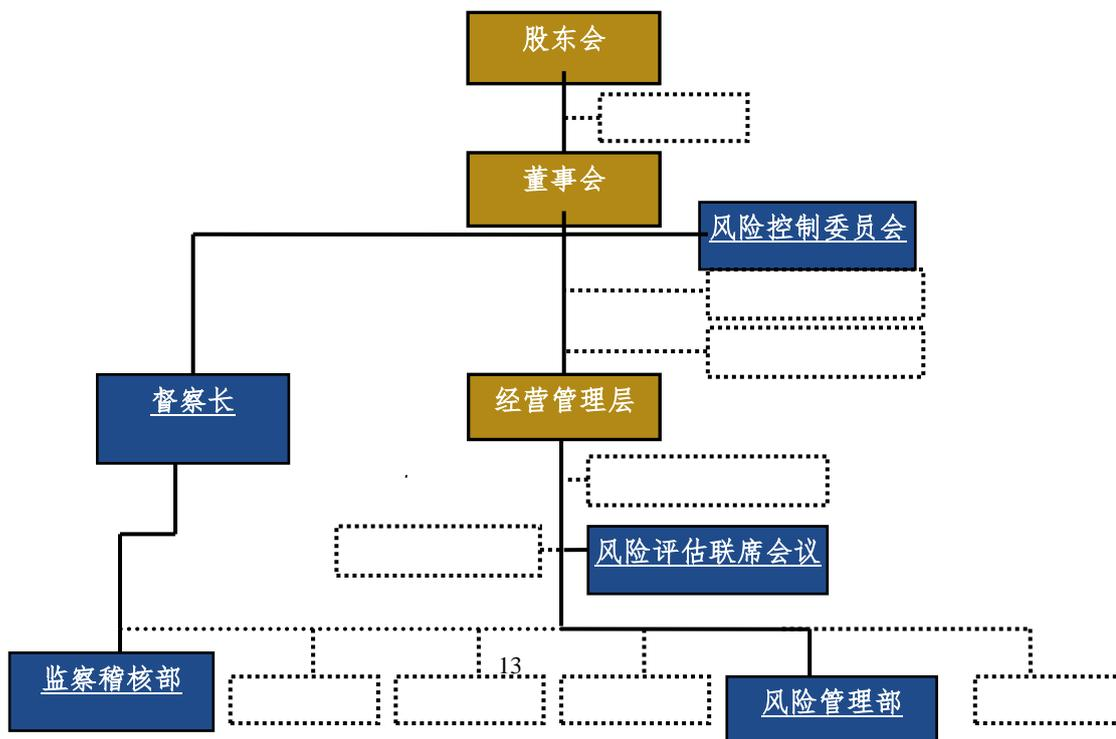 股东会
董事会
风险控制委员会
督察长
经营管理层
风险评估联席会议
13
监察稽核部
风险管理部